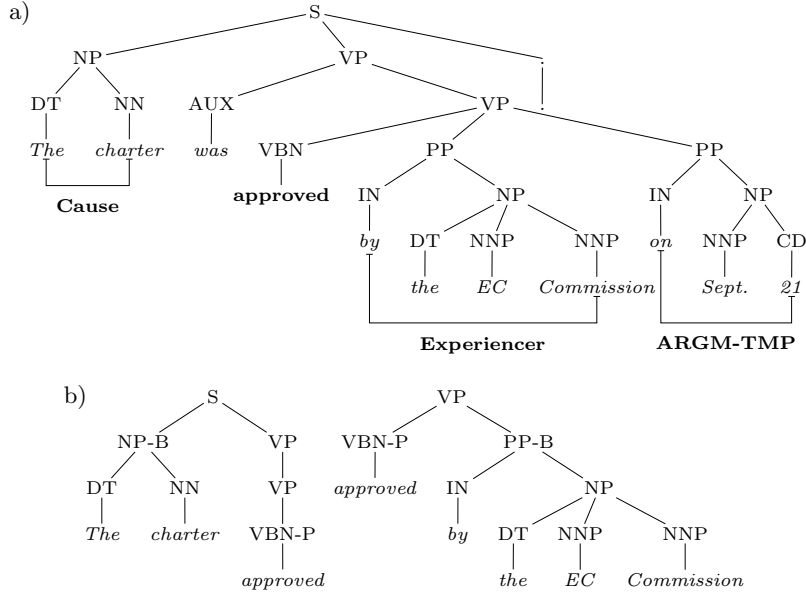 a)
S
NP VP .
DT NN AUX VP .
The charter was VBN PP PP
Cause approved IN NP IN NP
by DT NNP NNP on NNP CD
the EC Commission Sept. 21
Experiencer ARGM-TMP
b)
S VP
NP-B VP VBN-P PP-B
DT NN VP approved IN NP
The charter VBN-P by DT NNP NNP
approved the EC Commission